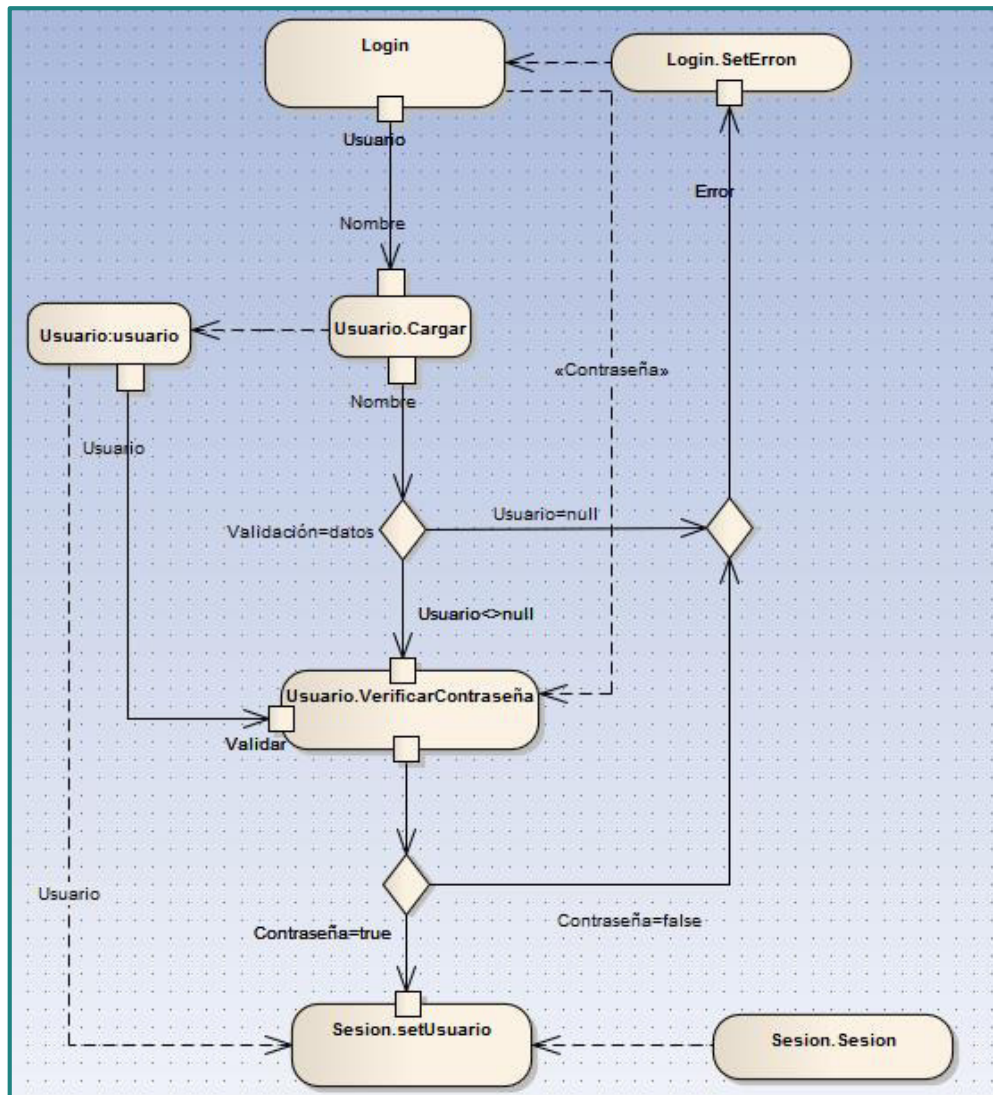 Login
Login.SetErron
Usuario
Error
Nombre
Usuario:usuario
Usuario.Cargar
«Contraseña»
Nombre
Usuario
Usuario=null
Validación=datos
Usuario<>null
Usuario.VerificarContraseña
Validar
Usuario
Contraseña=true
Contraseña=false
Sesion.setUsuario
Sesion.Sesion